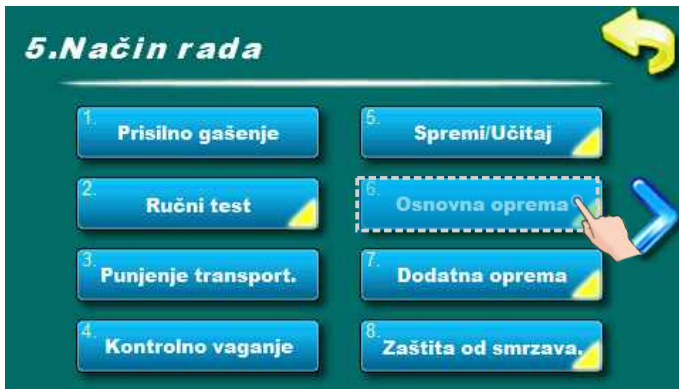 5.Način rada
1. Prisilno gašenje
2. Ručni test
3. Punjenje transport.
4. Kontrolno vaganje
5. Spremi/Učitaj
6. Osnovna oprema
7. Dodatna oprema
8. Zaštita od smrzava.